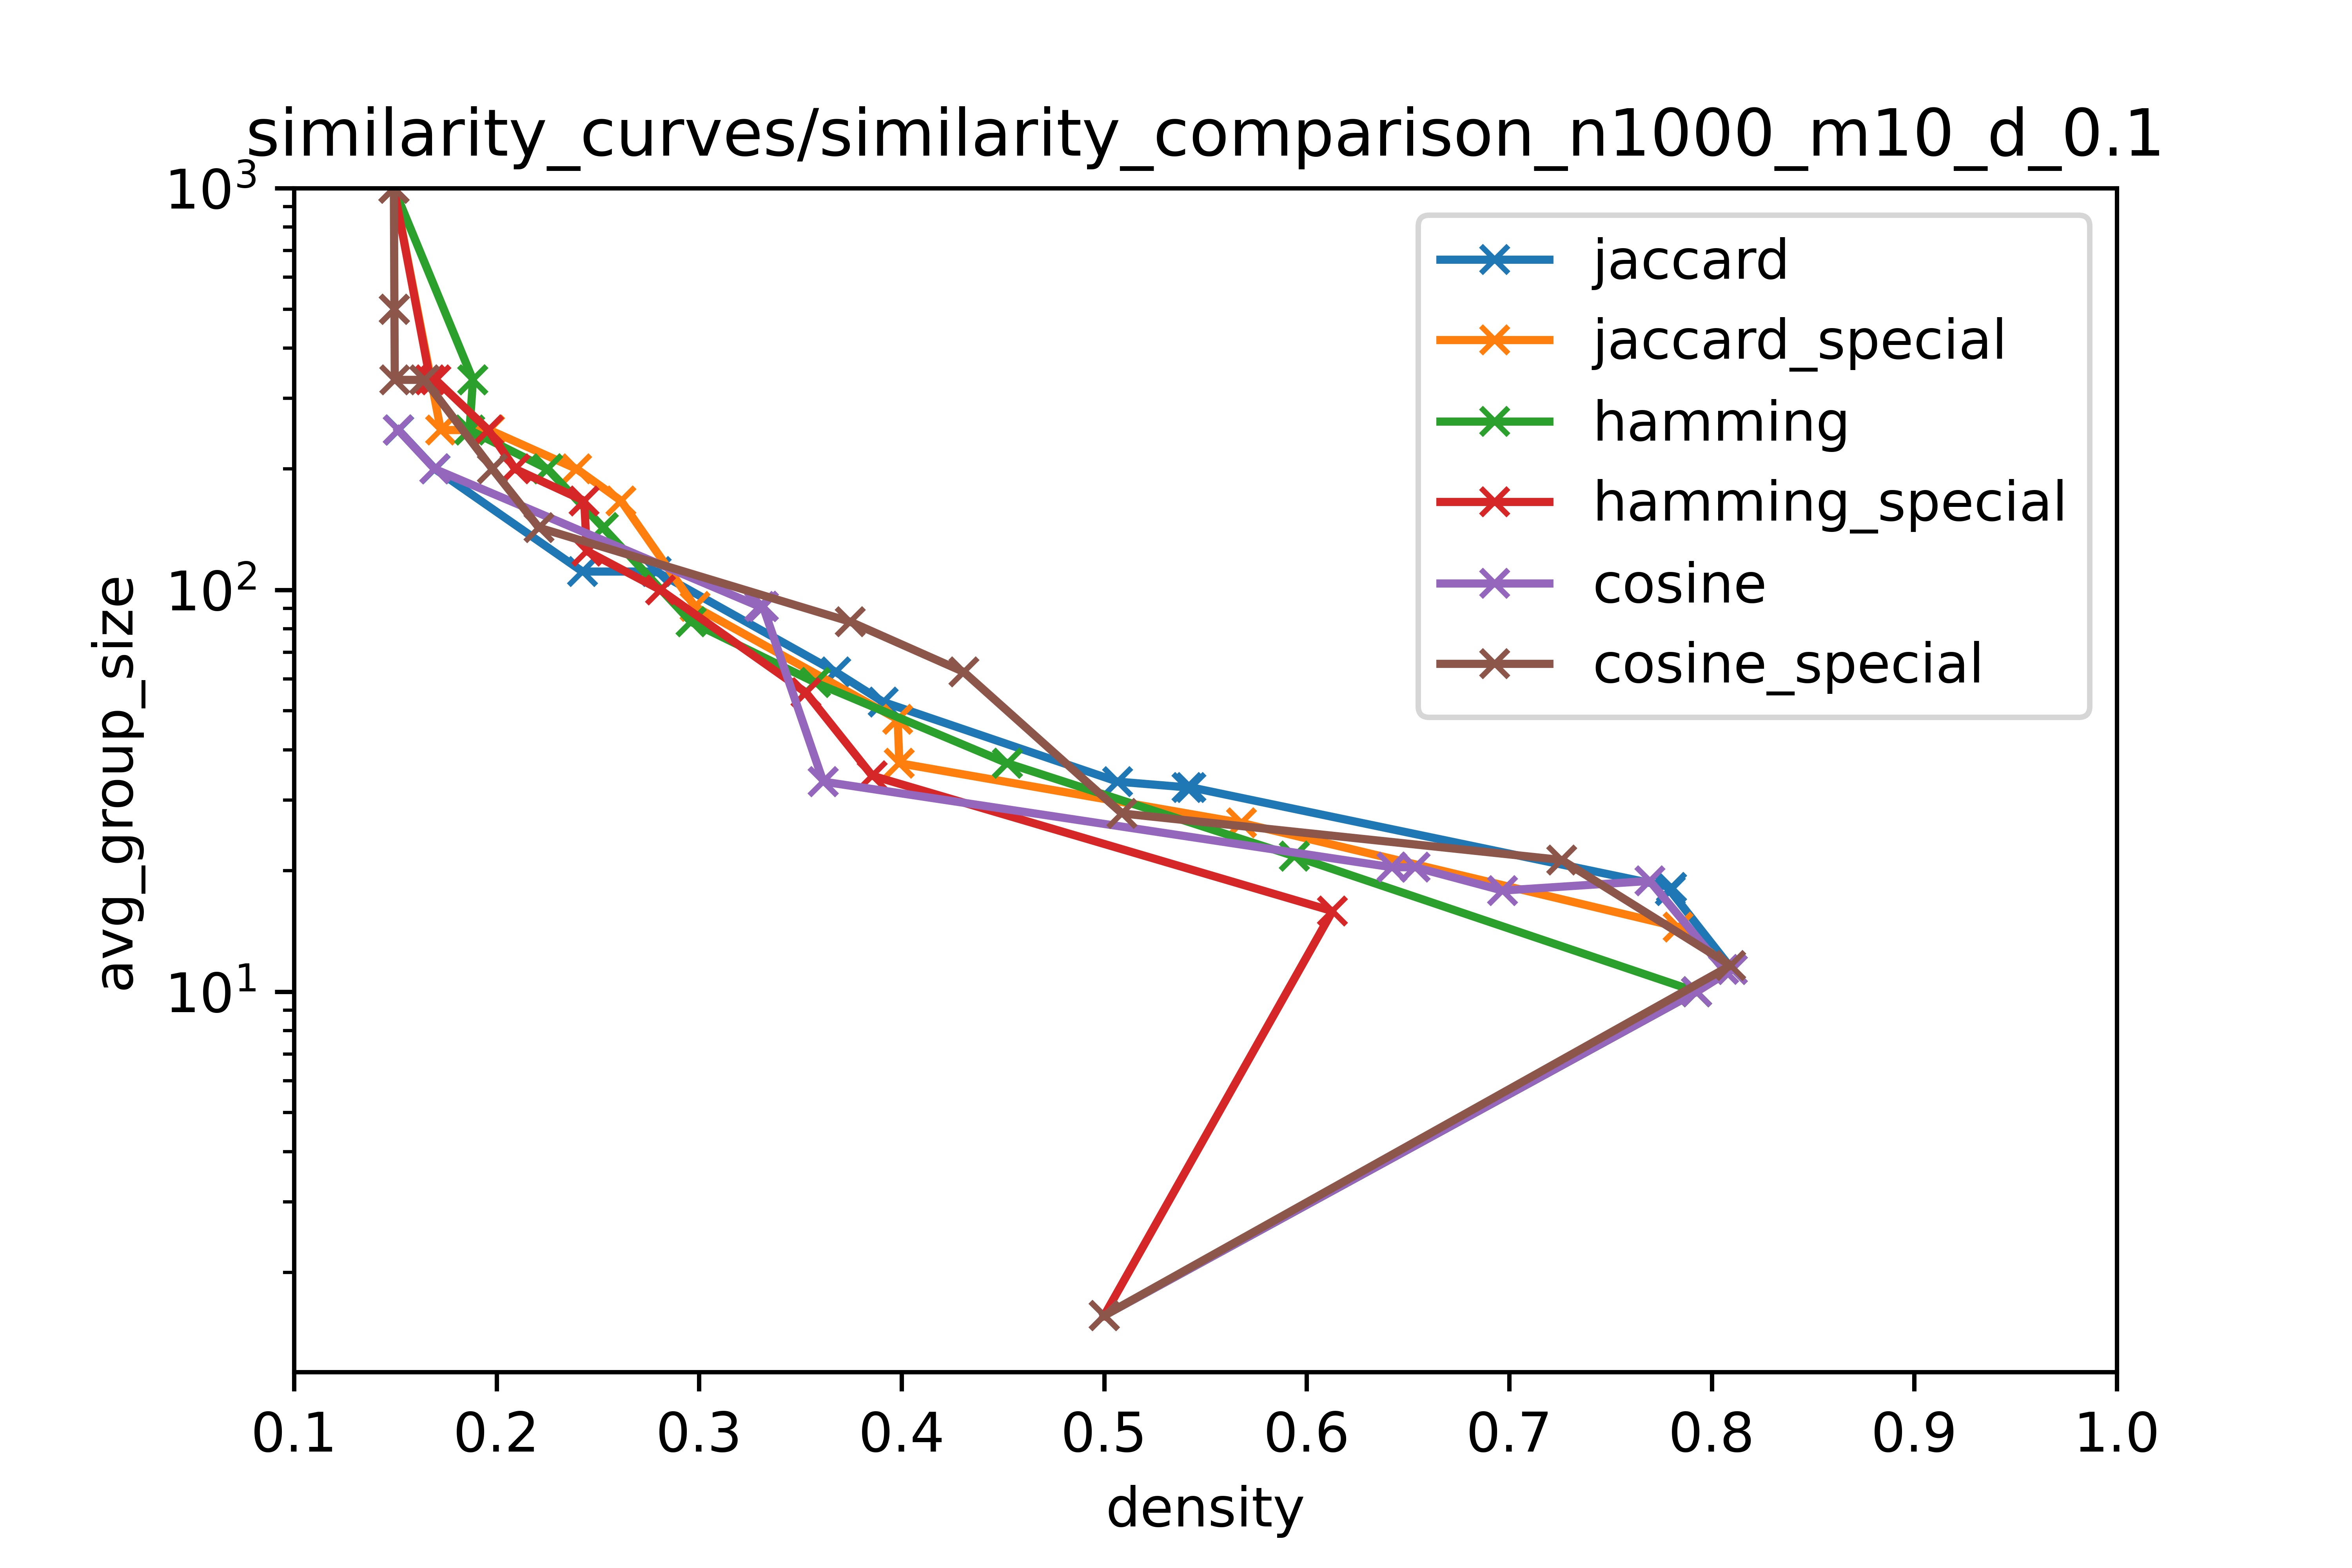 similarity_curves/similarity_comparison_n1000_m10_d_0.1
10³
10²
10¹
avg_group_size
jaccard
jaccard_special
hamming
hamming_special
cosine
cosine_special
0.1 0.2 0.3 0.4 0.5 0.6 0.7 0.8 0.9 1.0
density